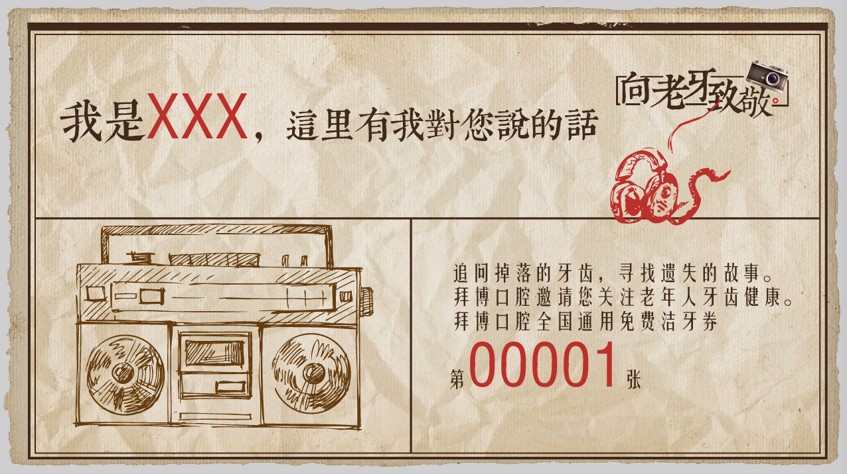 我是XXX，這里有我對您說的話
向老牙致敬
追问掉落的牙齿，寻找遗失的故事。
拜博口腔邀请您关注老年人牙齿健康。
拜博口腔全国通用免费洁牙券
第00001张